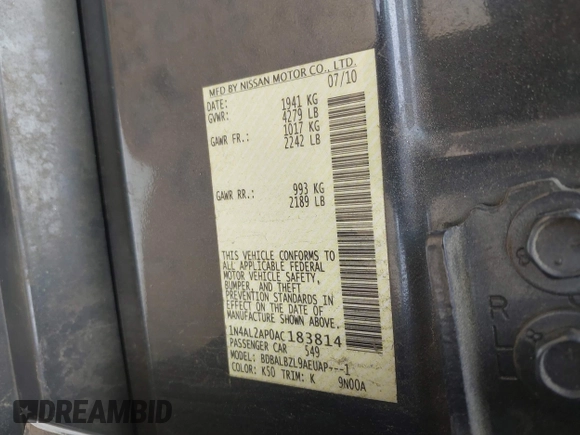 MFD BY NISSAN MOTOR CO., LTD.
DATE: 07/10
GVWR: 1941 KG
4279 LB
GAWR FR.: 1017 KG
2242 LB
GAWR RR.: 993 KG
2189 LB
THIS VEHICLE CONFORMS TO
ALL APPLICABLE FEDERAL
MOTOR VEHICLE SAFETY,
BUMPER, AND THEFT
PREVENTION STANDARDS IN
EFFECT ON THE DATE OF
MANUFACTURE SHOWN ABOVE.
1N4AL2AP0AC183814
PASSENGER CAR S49
MODEL: BDBALBZL9AEUAP---1
COLOR: K50 TRIM: K 9N00A
DREAMBID